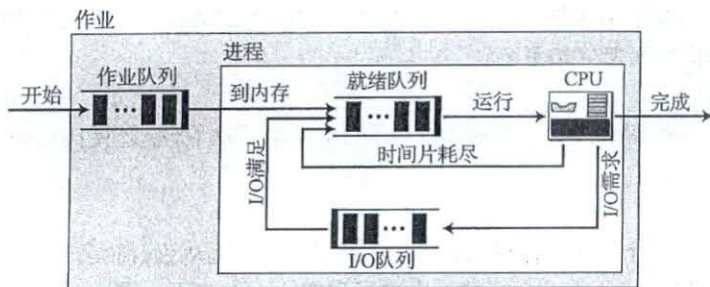 作业
进程
开始
作业队列
到内存
就绪队列
运行
CPU
完成
时间片耗尽
I/O满足
I/O需求
I/O队列